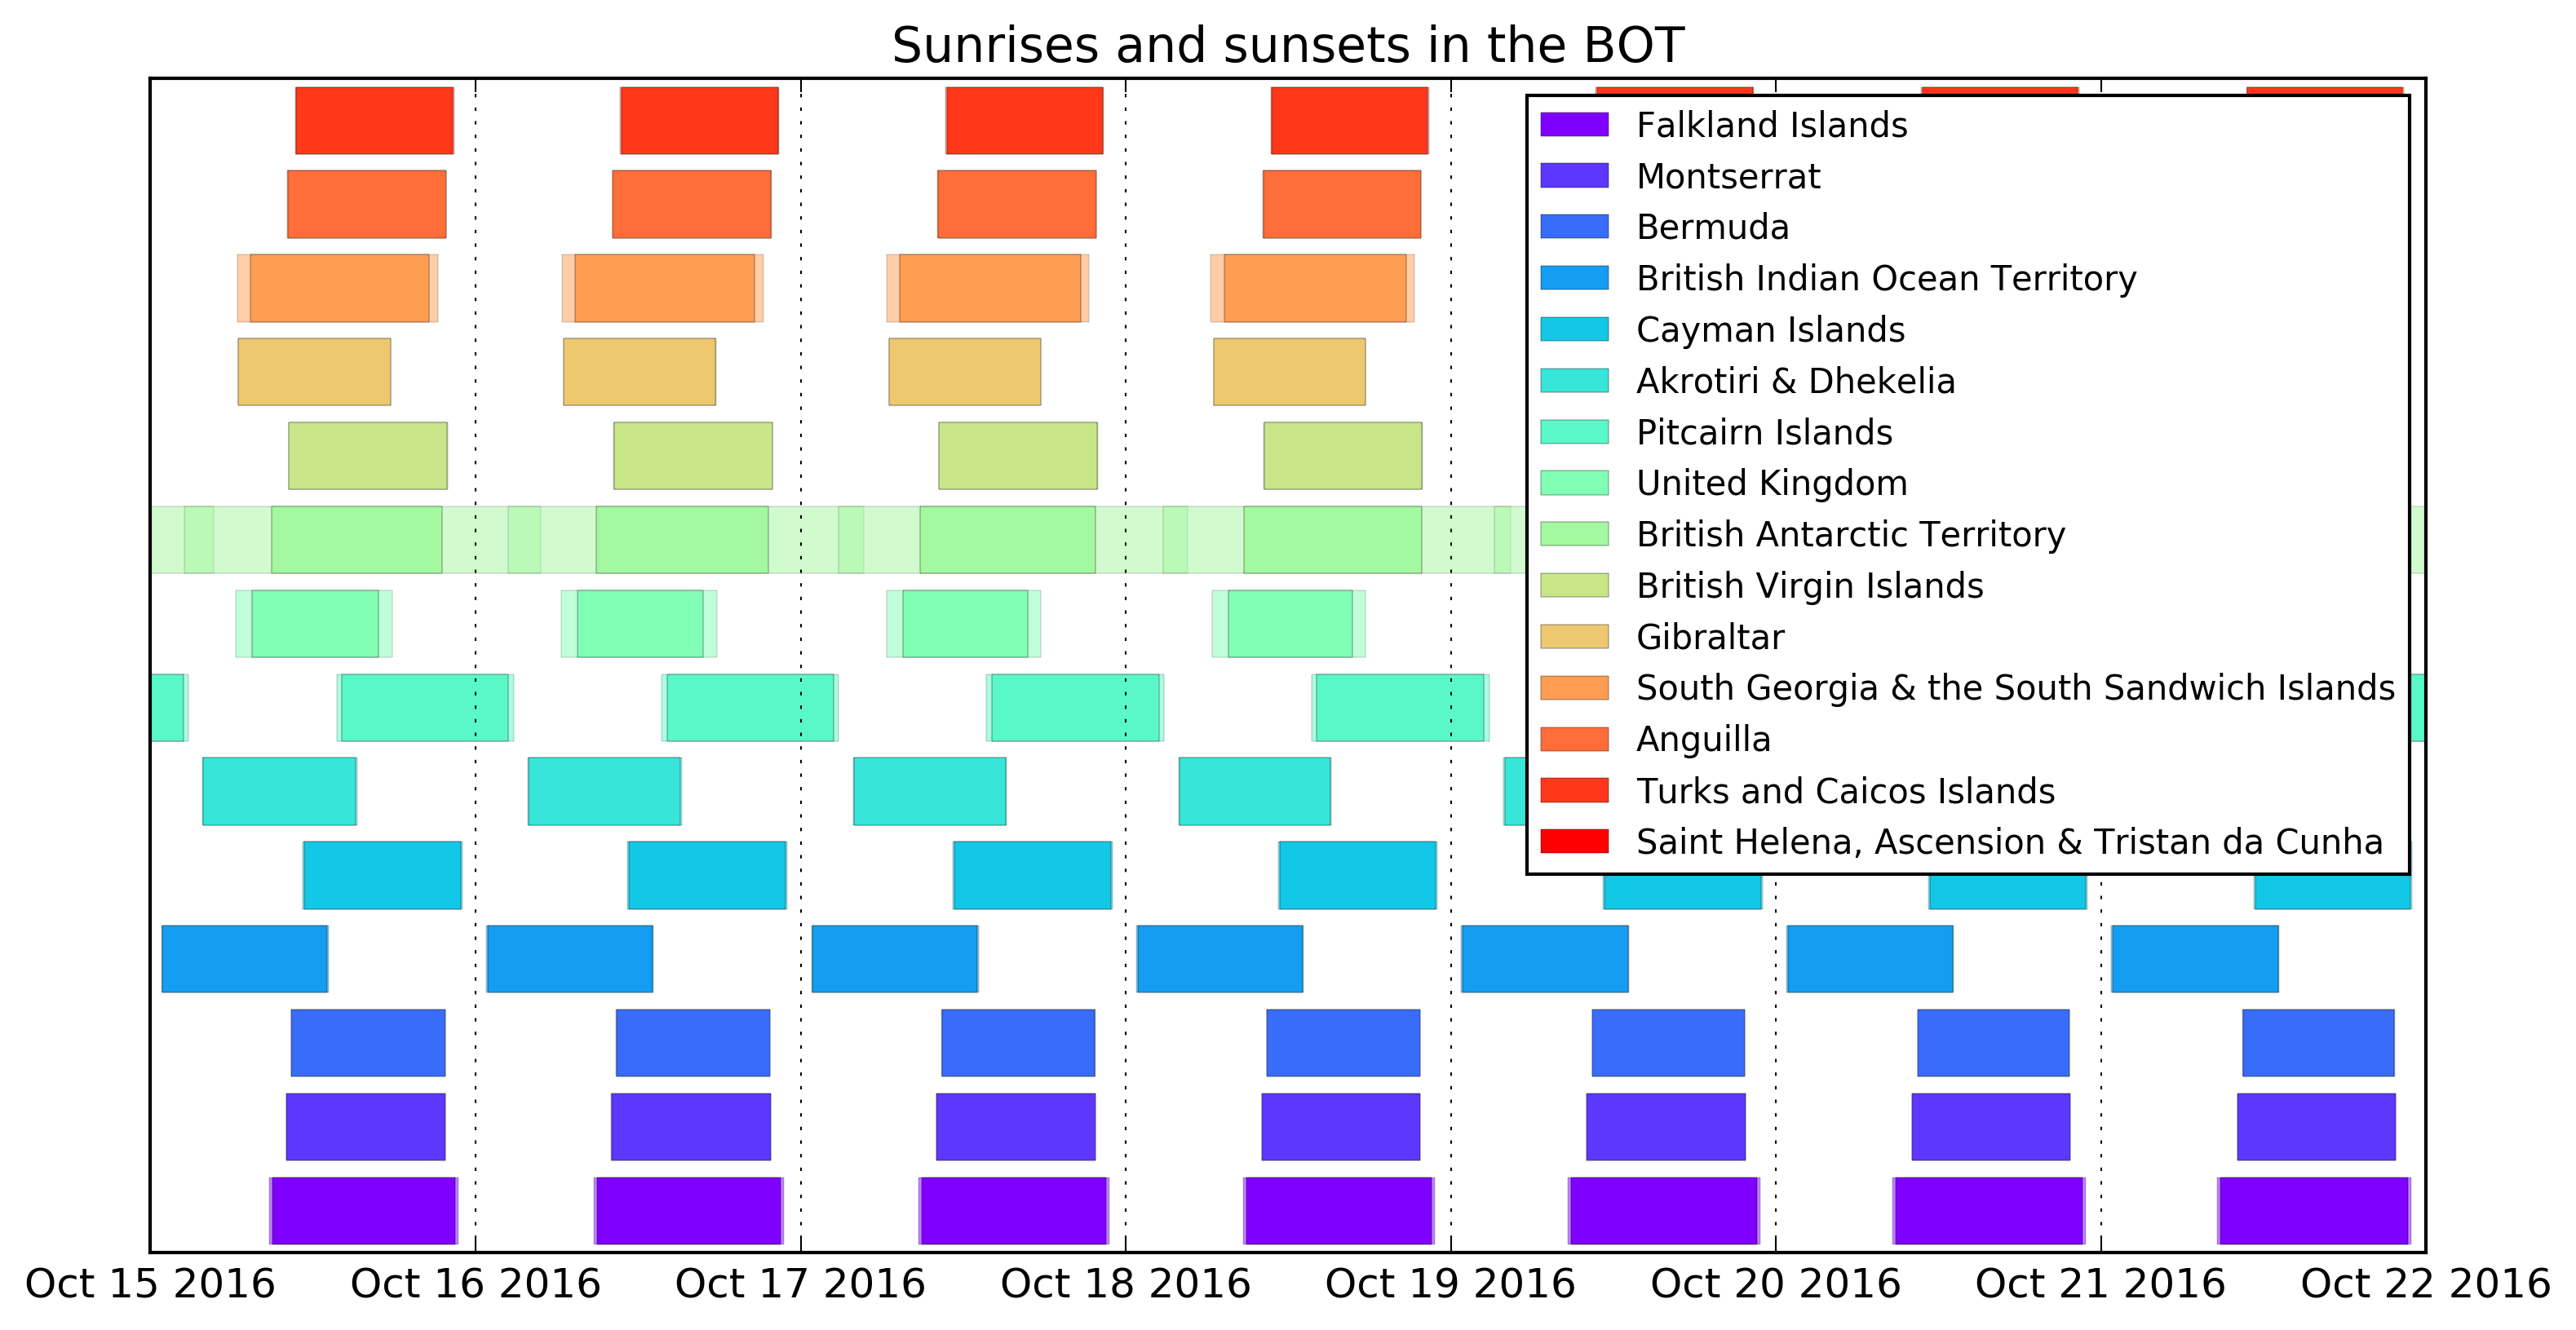 Sunrises and sunsets in the BOT
Falkland Islands
Montserrat
Bermuda
British Indian Ocean Territory
Cayman Islands
Akrotiri & Dhekelia
Pitcairn Islands
United Kingdom
British Antarctic Territory
British Virgin Islands
Gibraltar
South Georgia & the South Sandwich Islands
Anguilla
Turks and Caicos Islands
Saint Helena, Ascension & Tristan da Cunha
Oct 15 2016 Oct 16 2016 Oct 17 2016 Oct 18 2016 Oct 19 2016 Oct 20 2016 Oct 21 2016 Oct 22 2016